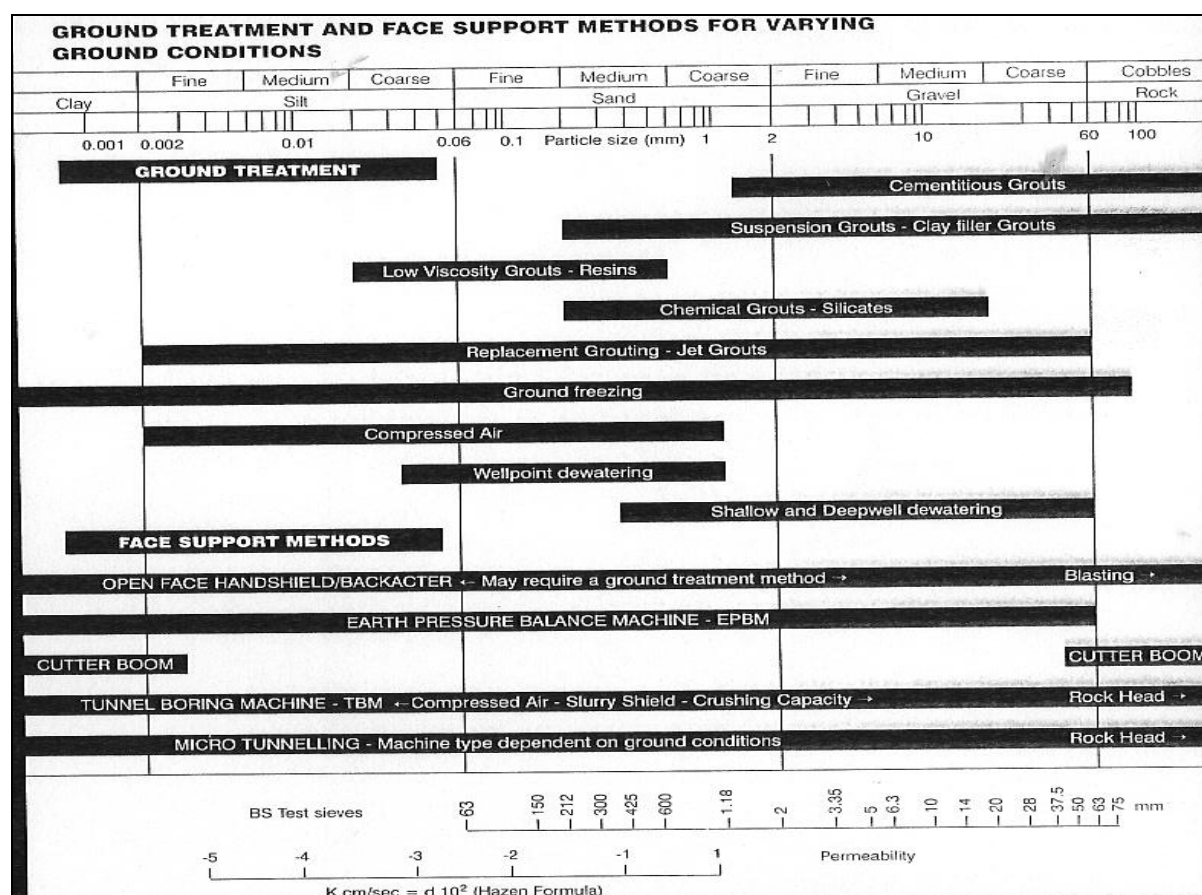 GROUND TREATMENT AND FACE SUPPORT METHODS FOR VARYING
GROUND CONDITIONS
Fine Medium Coarse Fine Medium Coarse Fine Medium Coarse Cobbles
Clay Silt Sand Gravel Rock
0.001 0.002 0.01 0.06 0.1 Particle size (mm) 1 2 10 60 100
GROUND TREATMENT
Cementitious Grouts
Suspension Grouts - Clay filler Grouts
Low Viscosity Grouts - Resins
Chemical Grouts - Silicates
Replacement Grouting - Jet Grouts
Ground freezing
Compressed Air
Wellpoint dewatering
Shallow and Deepwell dewatering
FACE SUPPORT METHODS
OPEN FACE HANDSHIELD/BACKACTER ← May require a ground treatment method → Blasting →
EARTH PRESSURE BALANCE MACHINE - EPBM
CUTTER BOOM CUTTER BOOM
TUNNEL BORING MACHINE - TBM ←Compressed Air - Slurry Shield - Crushing Capacity → Rock Head →
MICRO TUNNELLING - Machine type dependent on ground conditions Rock Head →
BS Test sieves 63 150 212 300 425 600 1.18 2 3.35 5 6.3 10 14 20 28 37.5 50 63 75 mm
-5 -4 -3 -2 -1 1 Permeability
K cm/sec = d 10² (Hazen Formula)